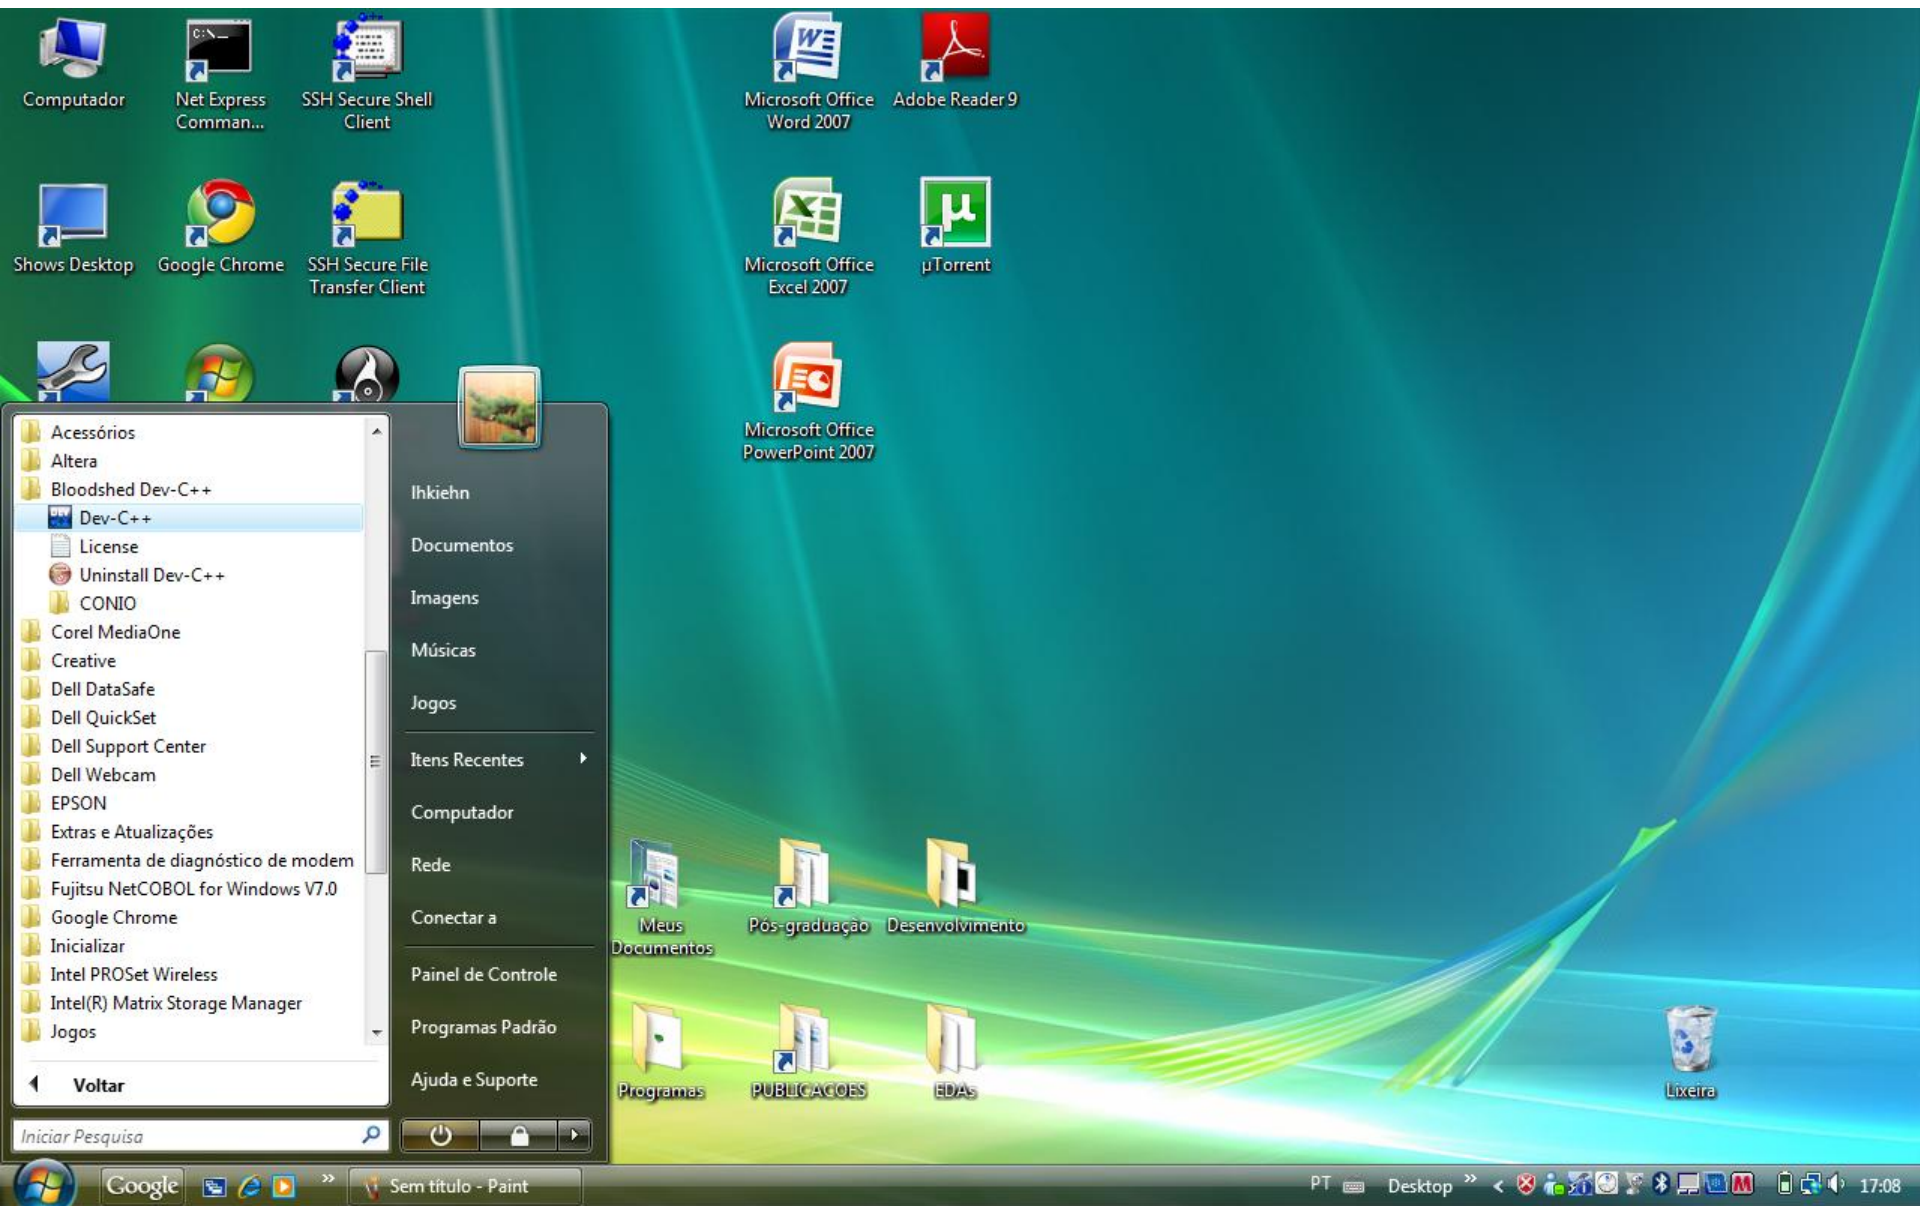 Computador
Net Express
Comman...
SSH Secure Shell
Client
Microsoft Office
Word 2007
Adobe Reader 9
Shows Desktop
Google Chrome
SSH Secure File
Transfer Client
Microsoft Office
Excel 2007
µTorrent
Microsoft Office
PowerPoint 2007
Acessórios
Altera
Bloodshed Dev-C++
Dev-C++
License
Uninstall Dev-C++
CONIO
Corel MediaOne
Creative
Dell DataSafe
Dell QuickSet
Dell Support Center
Dell Webcam
EPSON
Extras e Atualizações
Ferramenta de diagnóstico de modem
Fujitsu NetCOBOL for Windows V7.0
Google Chrome
Inicializar
Intel PROSet Wireless
Intel(R) Matrix Storage Manager
Jogos
Voltar
Iniciar Pesquisa
lhkiehn
Documentos
Imagens
Músicas
Jogos
Itens Recentes
Computador
Rede
Conectar a
Painel de Controle
Programas Padrão
Ajuda e Suporte
Meus
Documentos
Pós-graduação
Desenvolvimento
Programas
PUBLICACOES
EDAs
Lixeira
Google
Sem título - Paint
PT
Desktop
17:08